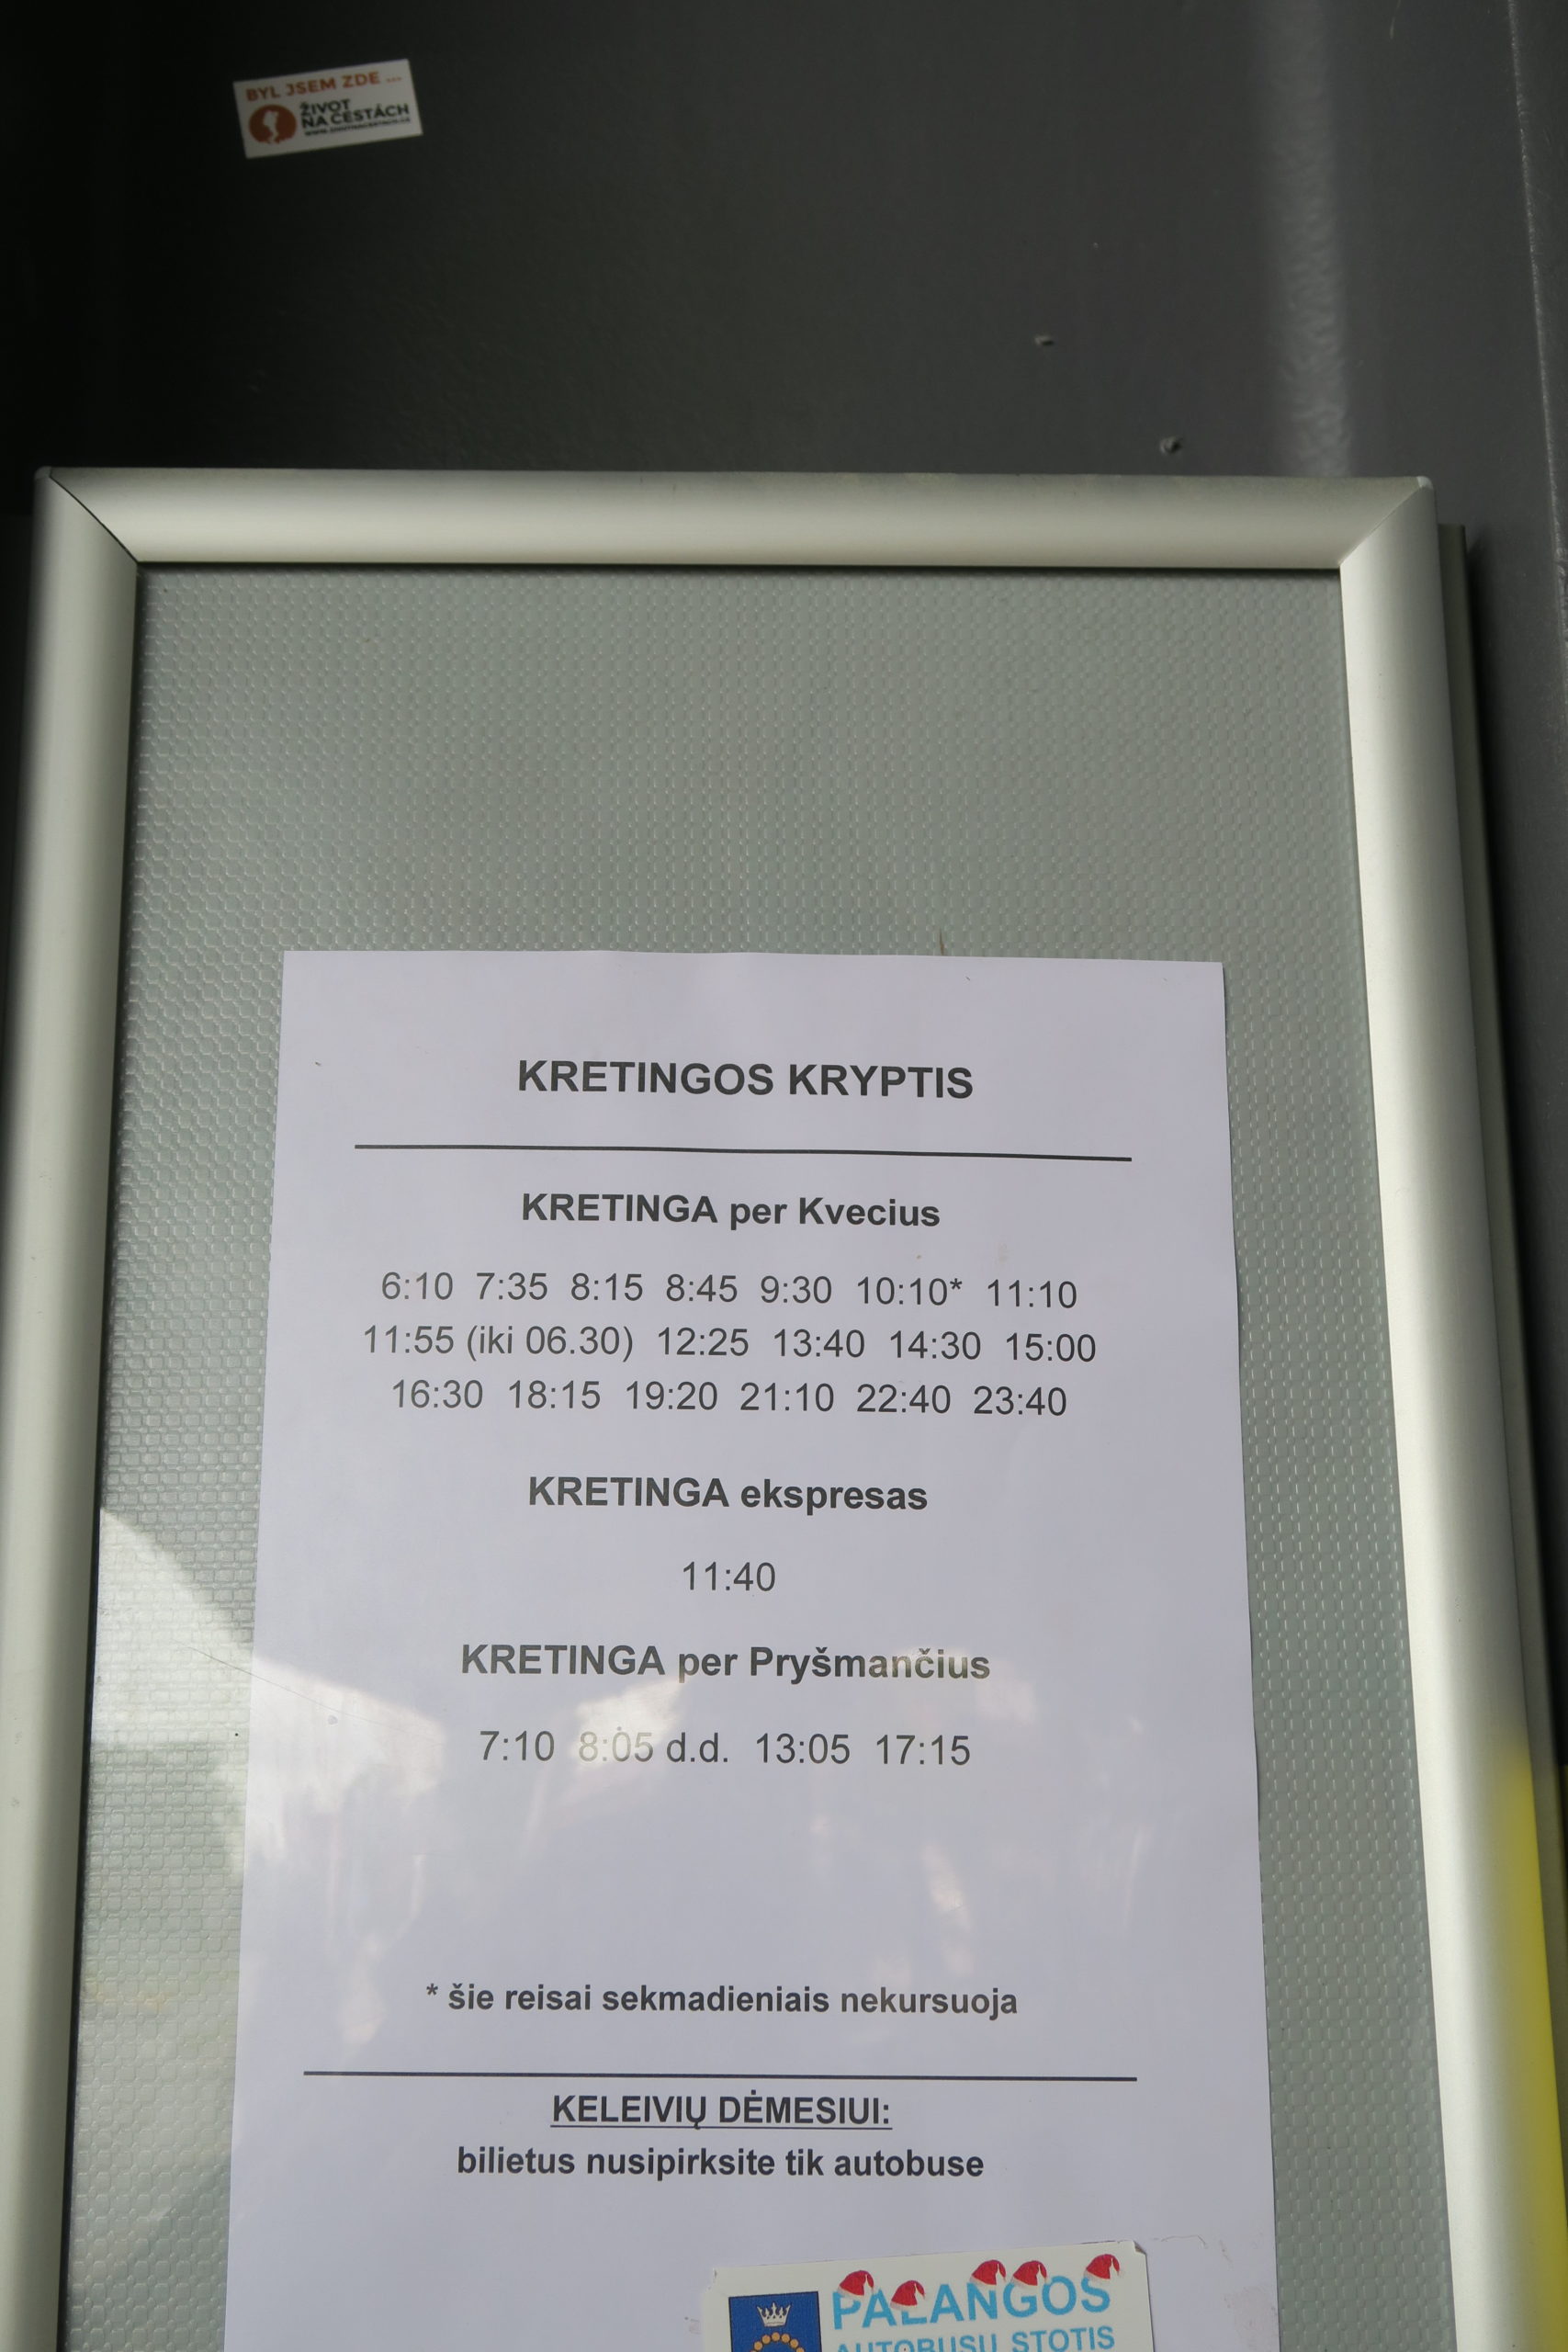 BYL JSEM ZDE ...
ŽIVOT
NA CESTÁCH
KRETINGOS KRYPTIS
KRETINGA per Kvecius
6:10 7:35 8:15 8:45 9:30 10:10* 11:10
11:55 (iki 06.30) 12:25 13:40 14:30 15:00
16:30 18:15 19:20 21:10 22:40 23:40
KRETINGA ekspresas
11:40
KRETINGA per Pryšmančius
7:10 8:05 d.d. 13:05 17:15
* šie reisai sekmadieniais nekursuoja
KELEIVIŲ DĖMESIUI:
bilietus nusipirksite tik autobuse
PALANGOS
AUTOBUSU STOTIS